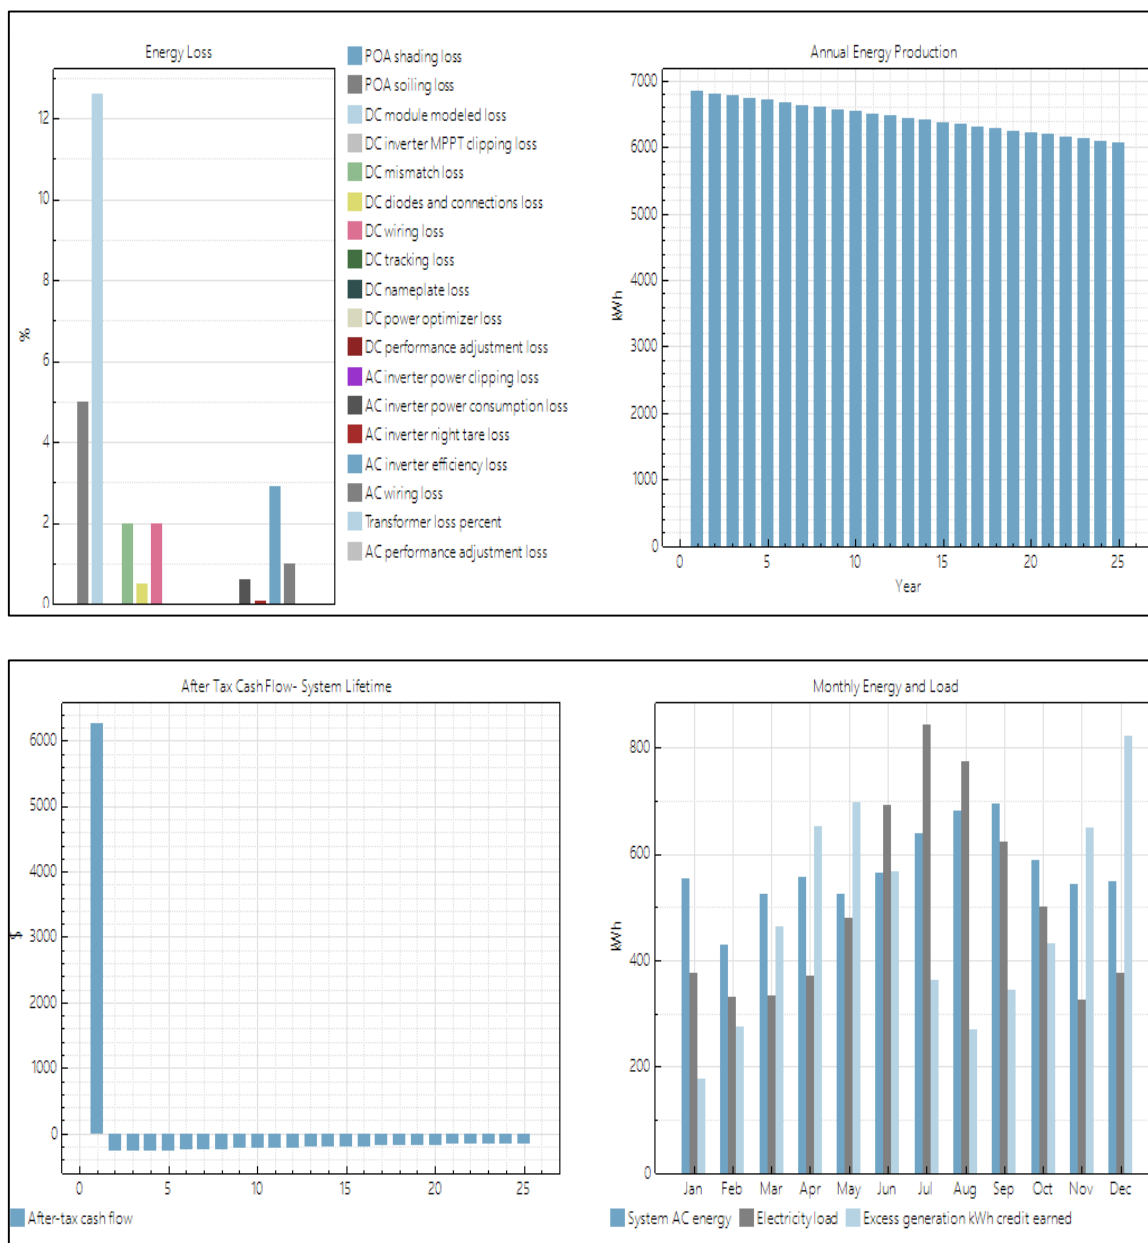 Energy Loss
12
10
8
6
4
2
0
%
POA shading loss
POA soiling loss
DC module modeled loss
DC inverter MPPT clipping loss
DC mismatch loss
DC diodes and connections loss
DC wiring loss
DC tracking loss
DC nameplate loss
DC power optimizer loss
DC performance adjustment loss
AC inverter power clipping loss
AC inverter power consumption loss
AC inverter night tare loss
AC inverter efficiency loss
AC wiring loss
Transformer loss percent
AC performance adjustment loss
Annual Energy Production
7000
6000
5000
4000
3000
2000
1000
0
kWh
0 5 10 15 20 25
Year
After Tax Cash Flow- System Lifetime
6000
5000
4000
3000
2000
1000
0
$
0 5 10 15 20 25
After-tax cash flow
Monthly Energy and Load
800
600
400
200
0
kWh
Jan Feb Mar Apr May Jun Jul Aug Sep Oct Nov Dec
System AC energy Electricity load Excess generation kWh credit earned